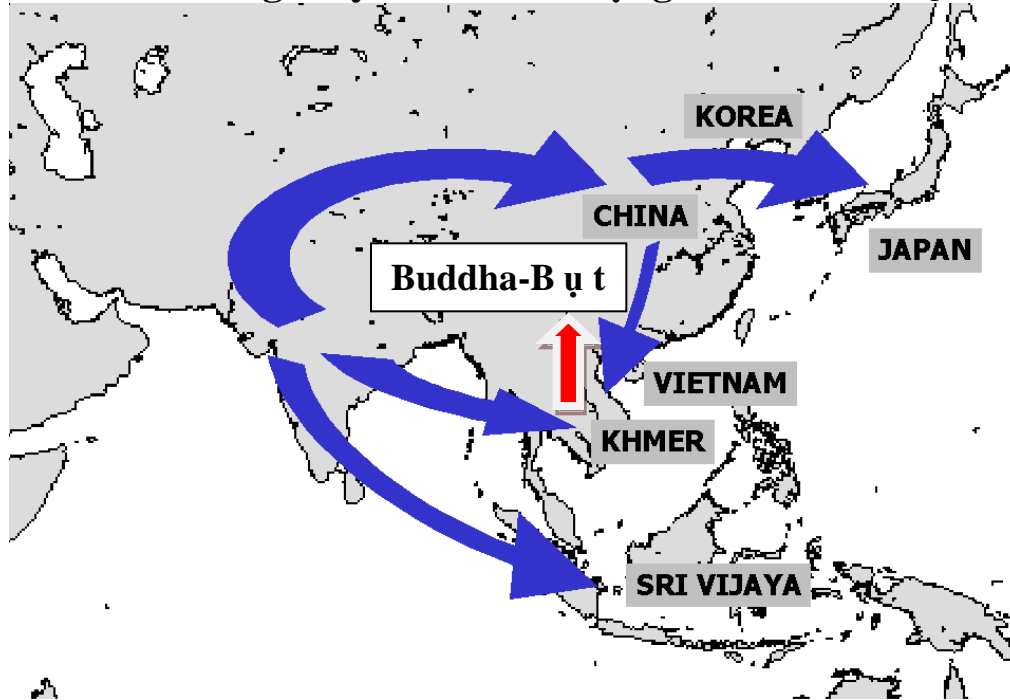 KOREA
CHINA
JAPAN
Buddha-B ụ t
VIETNAM
KHMER
SRI VIJAYA